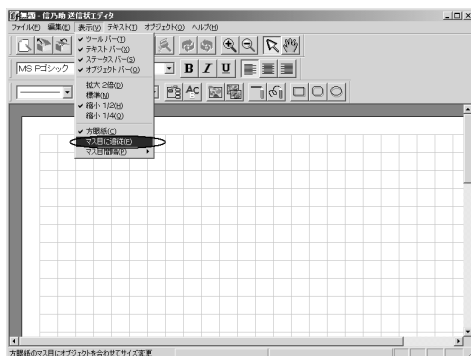 無題 - 信乃助 送信状エディタ
ファイル(F) 編集(E) 表示(V) テキスト(T) オブジェクト(O) ヘルプ(H)
✓ ツール バー(T)
✓ テキスト バー(X)
✓ ステータス バー(S)
✓ オブジェクト バー(O)
MS Pゴシック
B I U
拡大 2倍(D)
標準(N)
✓ 縮小 1/2(H)
縮小 1/4(Q)
✓ 方眼紙(C)
マス目に追従(F)
マス目間隔(P)
方眼紙のマス目にオブジェクトを合わせてサイズ変更